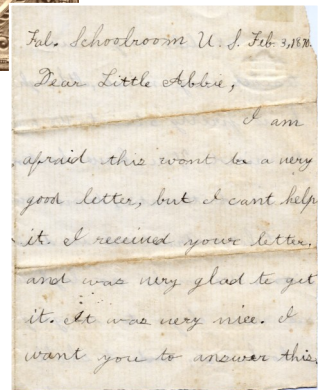 Fal. Schoolroom U. S. Feb 3, 1870.
Dear Little Abbie,
I am
afraid this wont be a very
good letter, but I cant help
it. I received your letter.
and was very glad to get
it. It was very nice. I
want you to answer this,